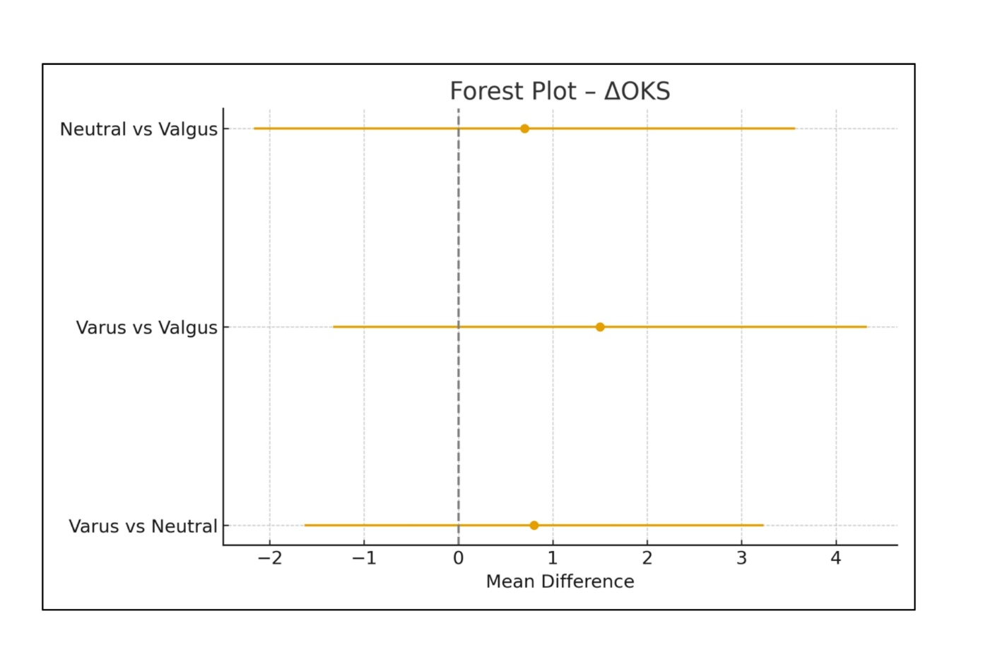 Forest Plot – ΔOKS
Neutral vs Valgus
Varus vs Valgus
Varus vs Neutral
−2 −1 0 1 2 3 4
Mean Difference